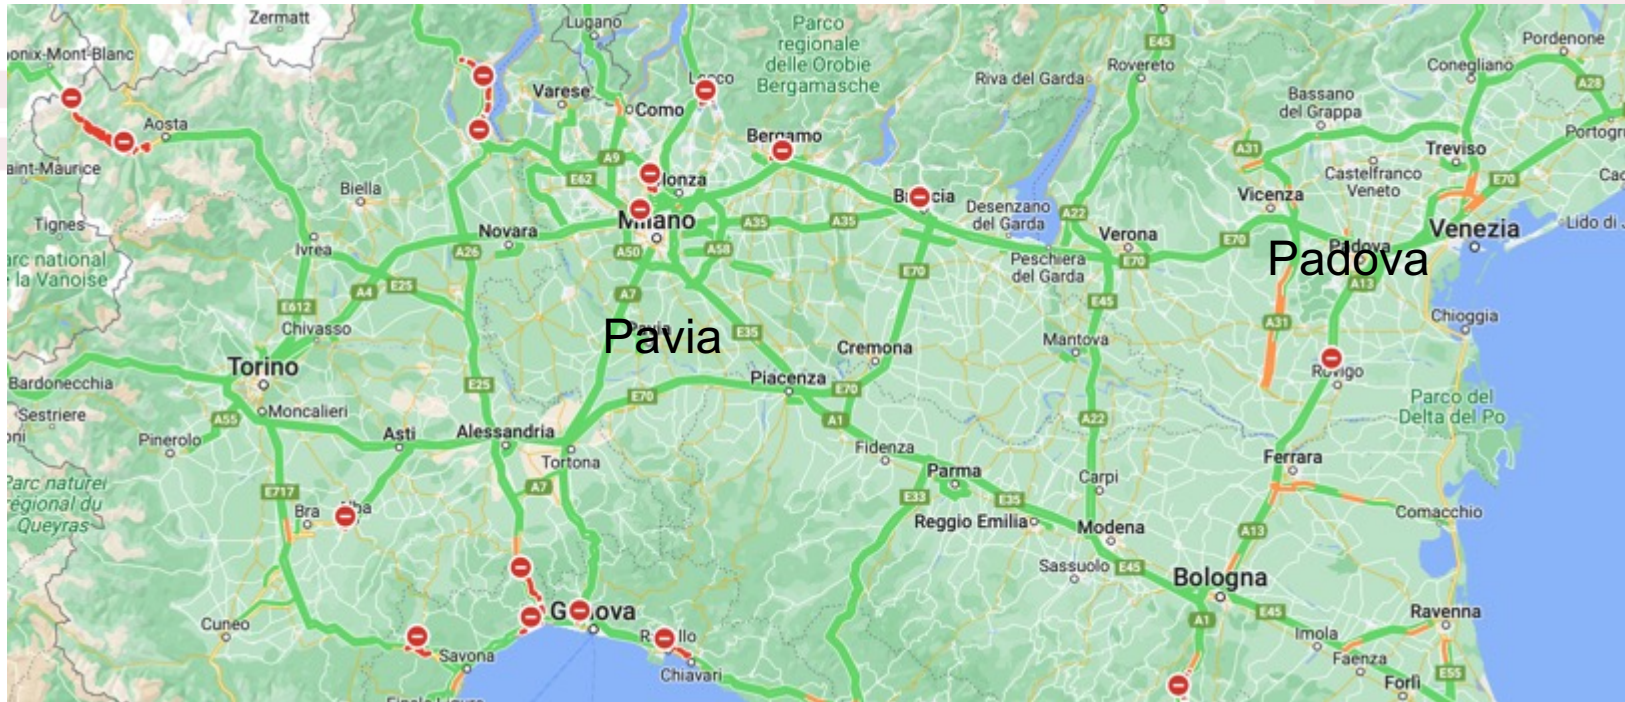 Zermatt
Lugano
Parco
regionale
delle Orobie
Bergamasche
E45
Pordenone
onix-Mont-Blanc
Riva del Garda
Rovereto
Conegliano
A28
Varese
Como
Bassano
del Grappa
Aosta
Bergamo
Portogr
A31
Treviso
aint-Maurice
A9
E62
Castelfranco
Veneto
E70
Biella
Vicenza
Desenzano
del Garda
A22
Tignes
Novara
Milano
A35
A35
Verona
Venezia
Lido di
Ivrea
A26
A50
A58
E70
E70
Peschiera
del Garda
Padova
Padova
arc national
e la Vanoise
E70
A4
E25
A7
A13
E612
E45
Chivasso
Pavia
Pavia
E35
Mantova
A31
Chioggia
Cremona
Torino
Rovigo
Bardonecchia
E25
Piacenza
E70
E70
Parco del
Delta del Po
Sestriere
A55
Moncalieri
A1
A22
Pinerolo
Asti
Alessandria
Fidenza
Tortona
Ferrara
Parc naturel
régional du
Queyras
E717
A7
Parma
E33
E35
Carpi
Bra
Comacchio
Reggio Emilia
Modena
A13
Sassuolo
E45
Bologna
Cuneo
E45
Ravenna
A1
Imola
Savona
Faenza
Chiavari
E55
Forlì